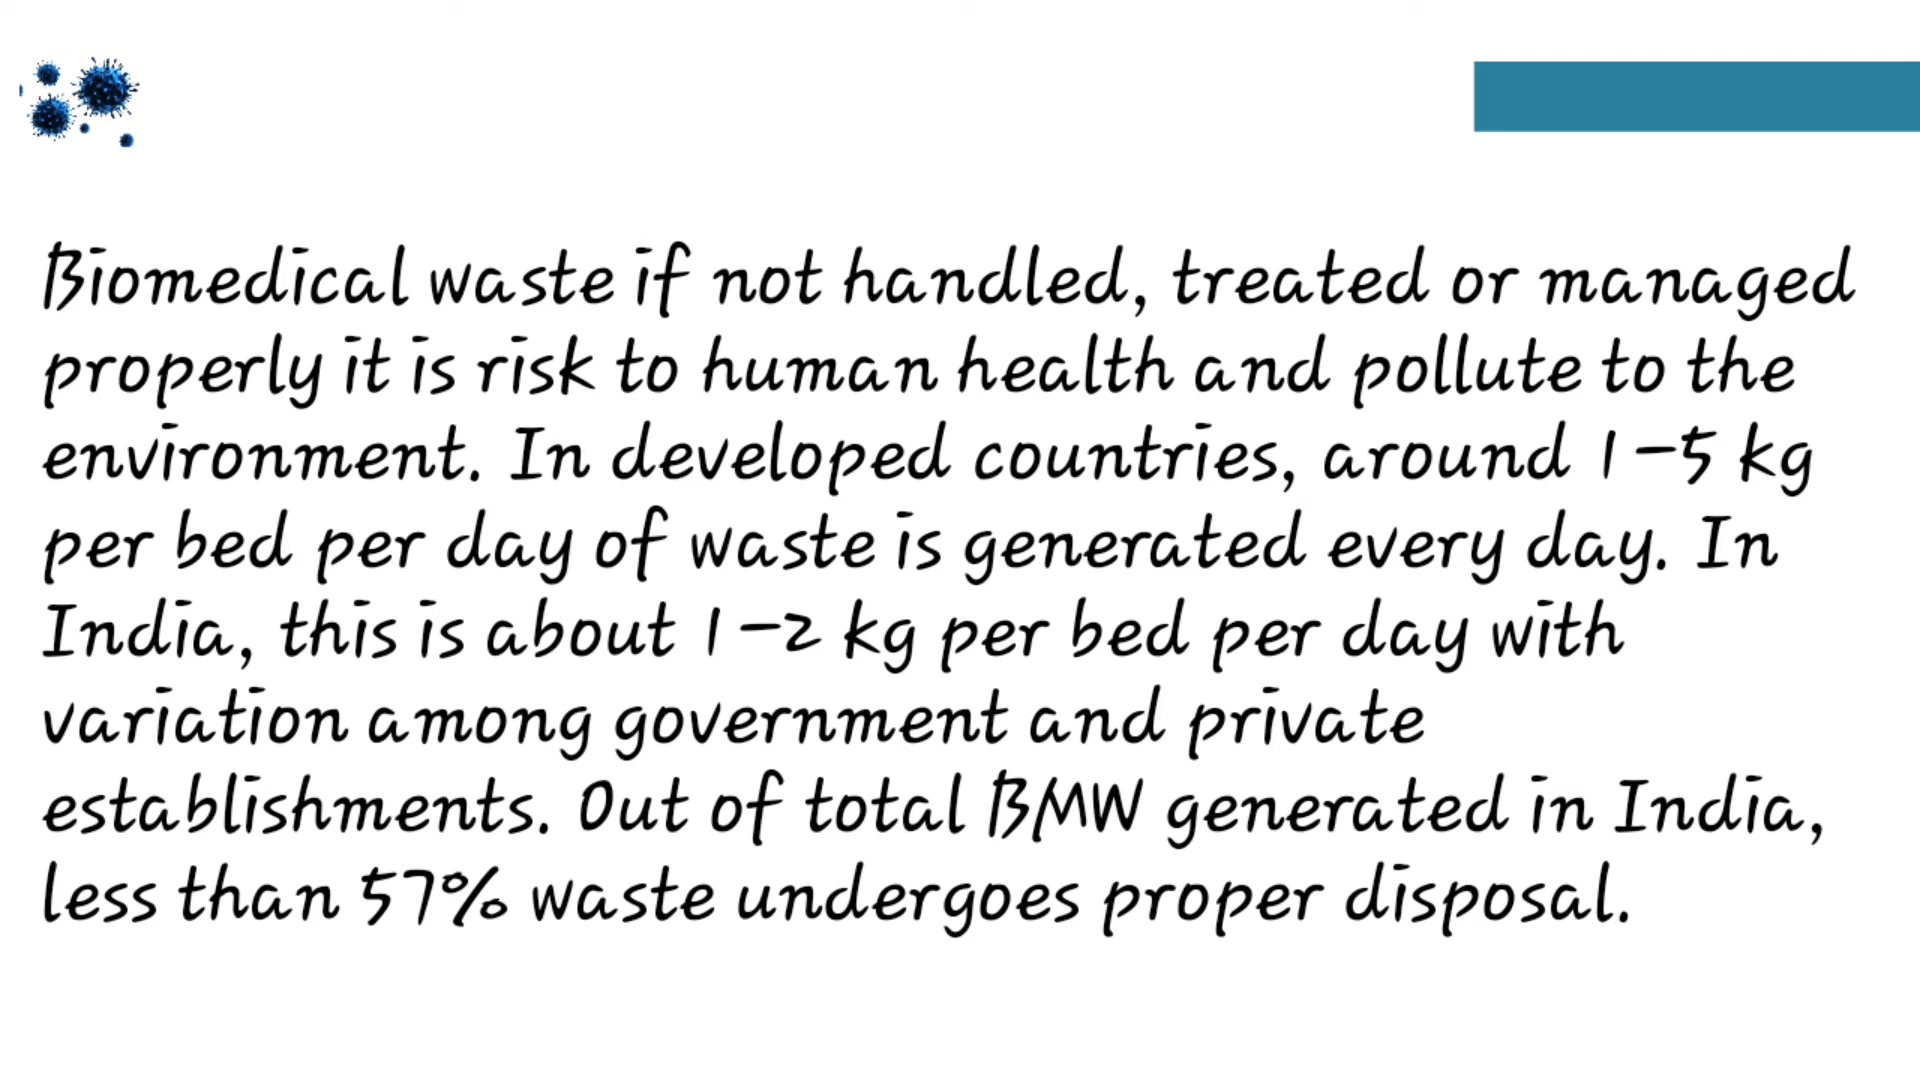 Biomedical waste if not handled, treated or managed
properly it is risk to human health and pollute to the
environment. In developed countries, around 1-5 kg
per bed per day of waste is generated every day. In
India, this is about 1-2 kg per bed per day with
variation among government and private
establishments. Out of total BMW generated in India,
less than 57% waste undergoes proper disposal.